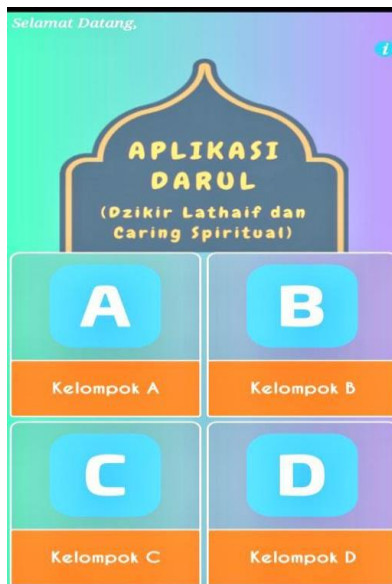 Selamat Datang,
i
APLIKASI
DARUL
(Dzikir Lathaif dan
Caring Spiritual)
A
B
Kelompok A
Kelompok B
C
D
Kelompok C
Kelompok D